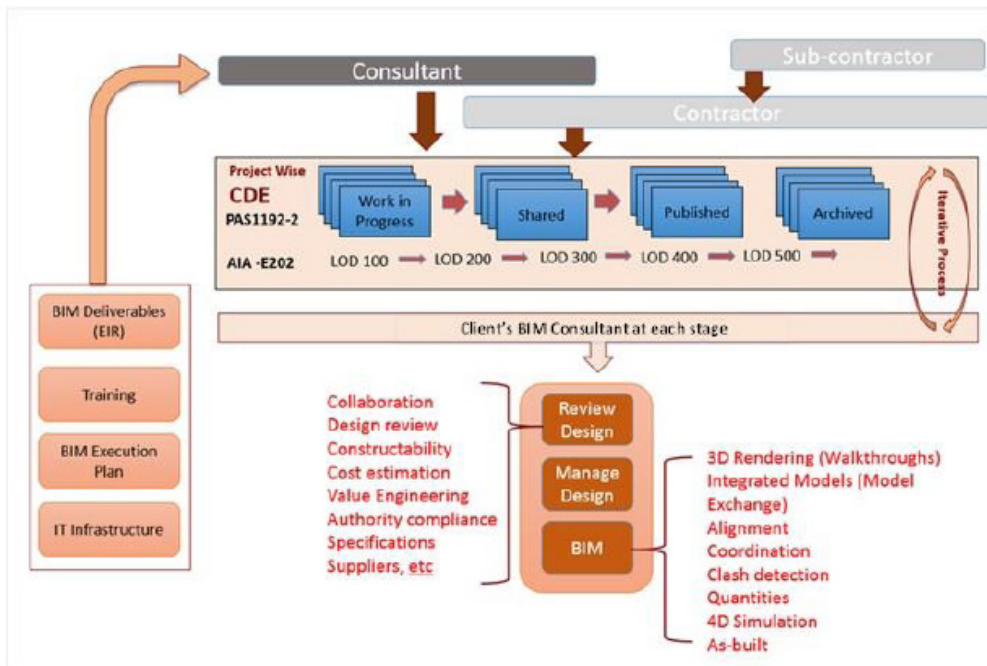 Sub-contractor
Consultant
Contractor
Project Wise
CDE
PAS1192-2
Work in
Progress
Shared
Published
Archived
Iterative Process
AIA -E202
LOD 100
LOD 200
LOD 300
LOD 400
LOD 500
BIM Deliverables
(EIR)
Training
BIM Execution
Plan
IT Infrastructure
Client's BIM Consultant at each stage
Collaboration
Design review
Constructability
Cost estimation
Value Engineering
Authority compliance
Specifications
Suppliers, etc
Review
Design
Manage
Design
BIM
3D Rendering (Walkthroughs)
Integrated Models (Model
Exchange)
Alignment
Coordination
Clash detection
Quantities
4D Simulation
As-built